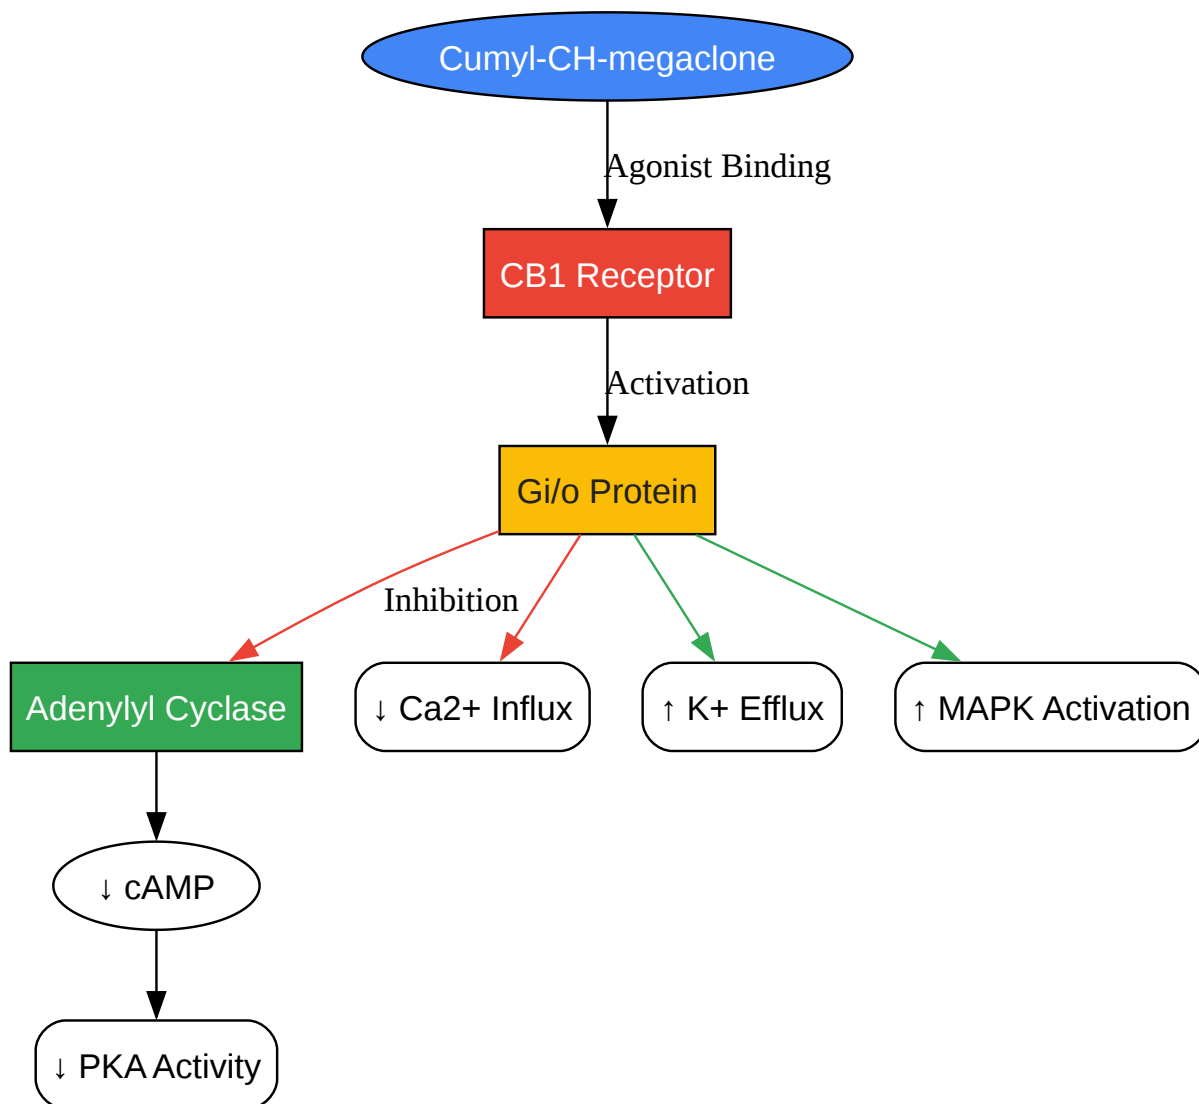 Cumyl-CH-megaclone
Agonist Binding
CB1 Receptor
Activation
Gi/o Protein
Inhibition
Adenylyl Cyclase
↓ Ca2+ Influx
↑ K+ Efflux
↑ MAPK Activation
↓ cAMP
↓ PKA Activity